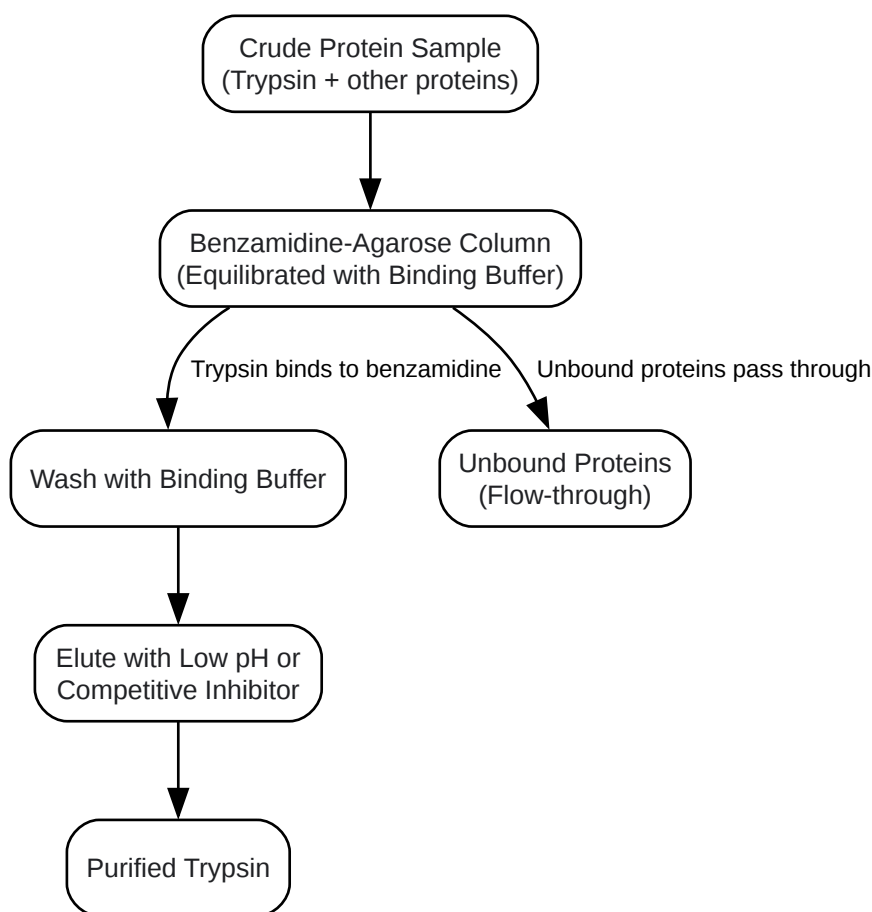 Crude Protein Sample
(Trypsin + other proteins)
Benzamidine-Agarose Column
(Equilibrated with Binding Buffer)
Trypsin binds to benzamidine
Unbound proteins pass through
Wash with Binding Buffer
Unbound Proteins
(Flow-through)
Elute with Low pH or
Competitive Inhibitor
Purified Trypsin